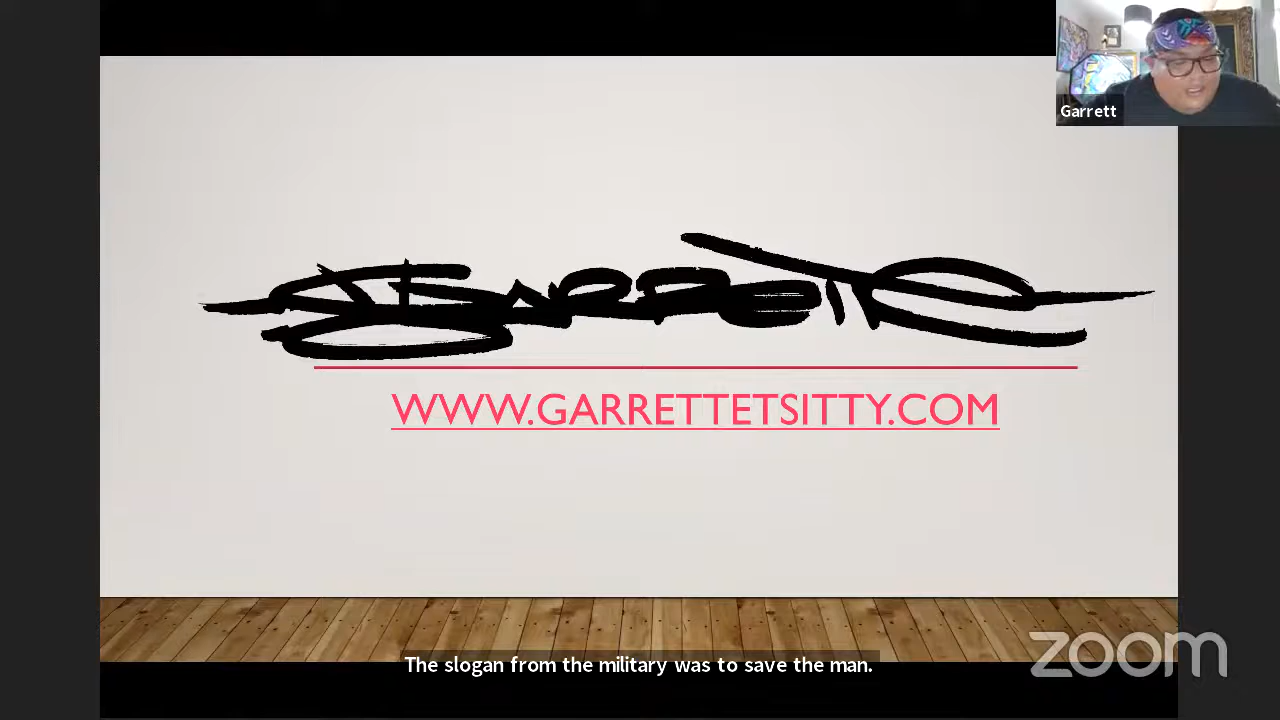 Garrett
GARRETT
WWW.GARRETTETSITTY.COM
The slogan from the military was to save the man.
zoom